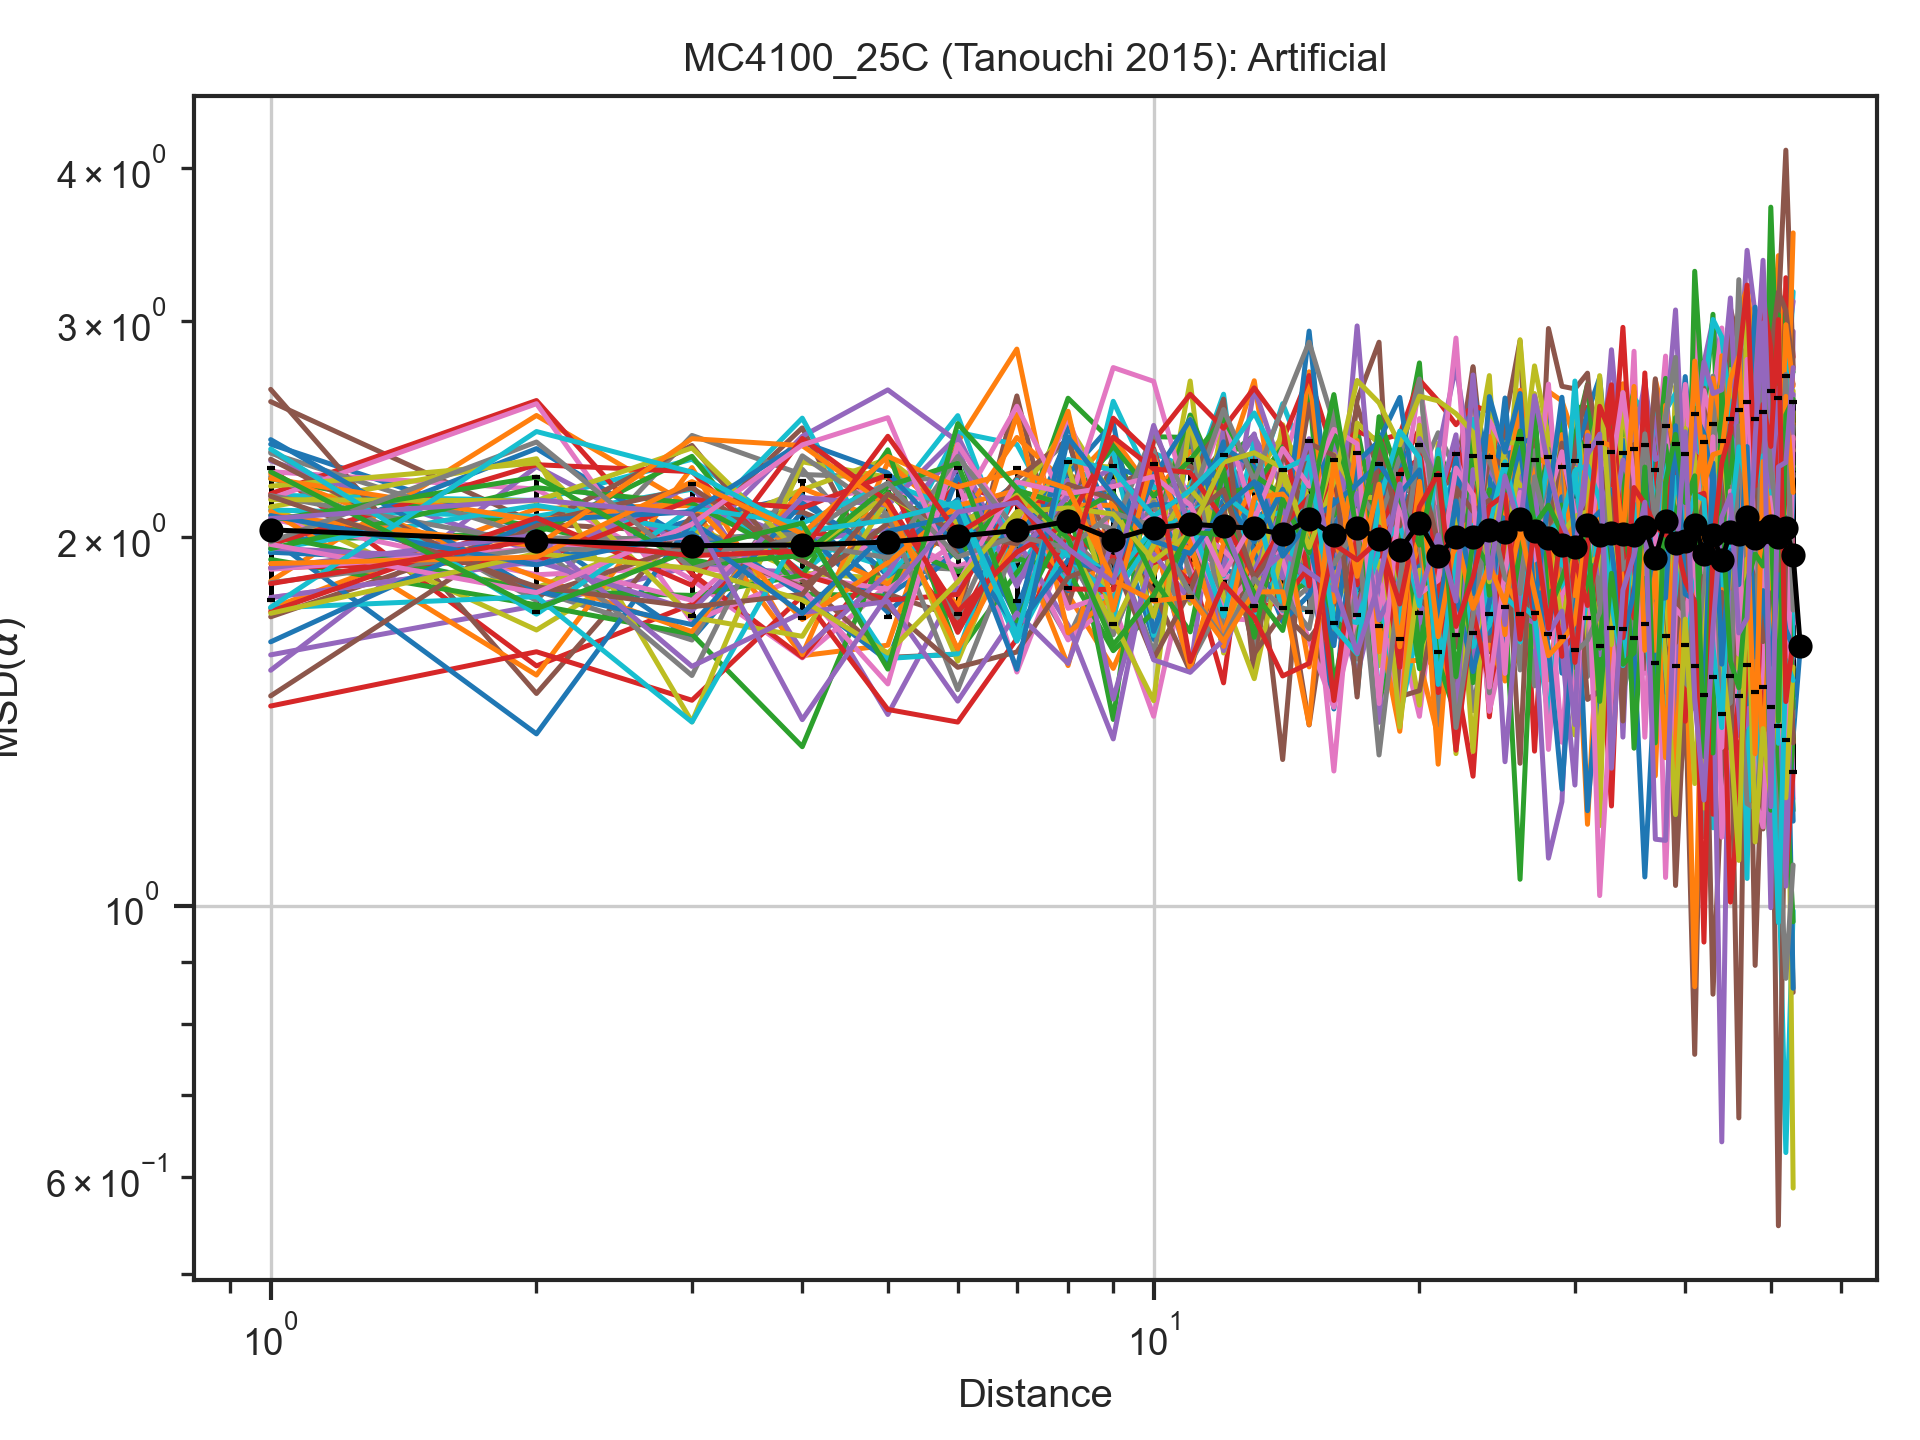 MC4100_25C (Tanouchi 2015): Artificial
4 × 10⁰
3 × 10⁰
2 × 10⁰
10⁰
6 × 10⁻¹
MSD(α)
10⁰ 10¹
Distance